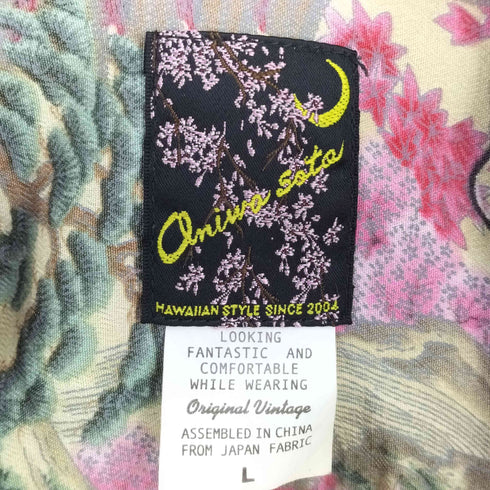 Oniwa sato
HAWAIIAN STYLE SINCE 2004
LOOKING
FANTASTIC AND
COMFORTABLE
WHILE WEARING
Original Vintage
ASSEMBLED IN CHINA
FROM JAPAN FABRIC
L